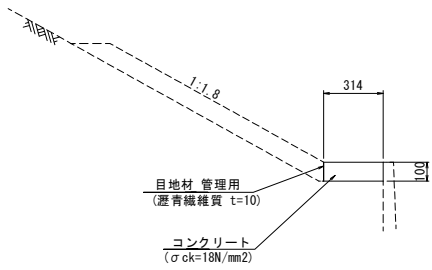 1:1.8
314
100
目地材 管理用
(瀝青繊維質 t=10)
コンクリート
(σck=18N/mm2)